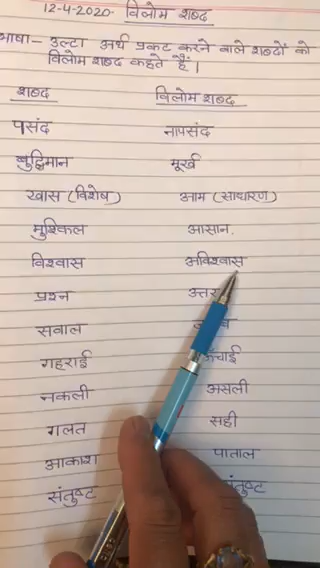 12-4-2020- विलोम शब्द
भाषा- उल्टा अर्थ प्रकट करने वाले शब्दों को
विलोम शब्द कहते हैं।
शब्द विलोम शब्द
पसंद नापसंद
बुद्धिमान मूर्ख
खास (विशेष) आम (साधारण)
मुश्किल आसान.
विश्वास अविश्वास
प्रश्न
सवाल
गहराई
नकली असली
गलत सही
आकाश पाताल
संतुष्ट